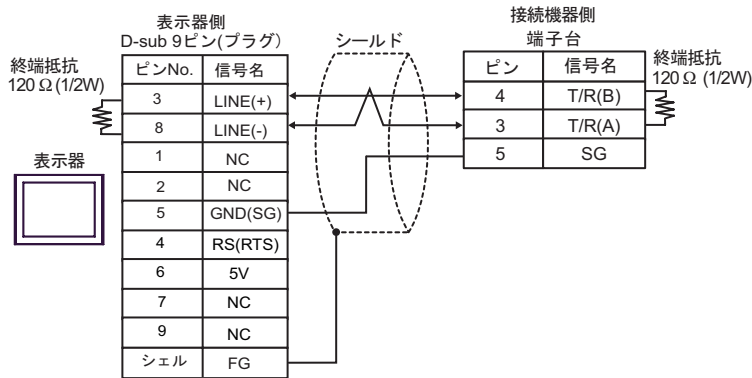 表示器側
D-sub 9ピン(プラグ)
シールド
接続機器側
端子台
終端抵抗
120 Ω (1/2W)
終端抵抗
120 Ω (1/2W)
表示器
ピンNo. 信号名
3 LINE(+)
8 LINE(-)
1 NC
2 NC
5 GND(SG)
4 RS(RTS)
6 5V
7 NC
9 NC
シェル FG
ピン 信号名
4 T/R(B)
3 T/R(A)
5 SG